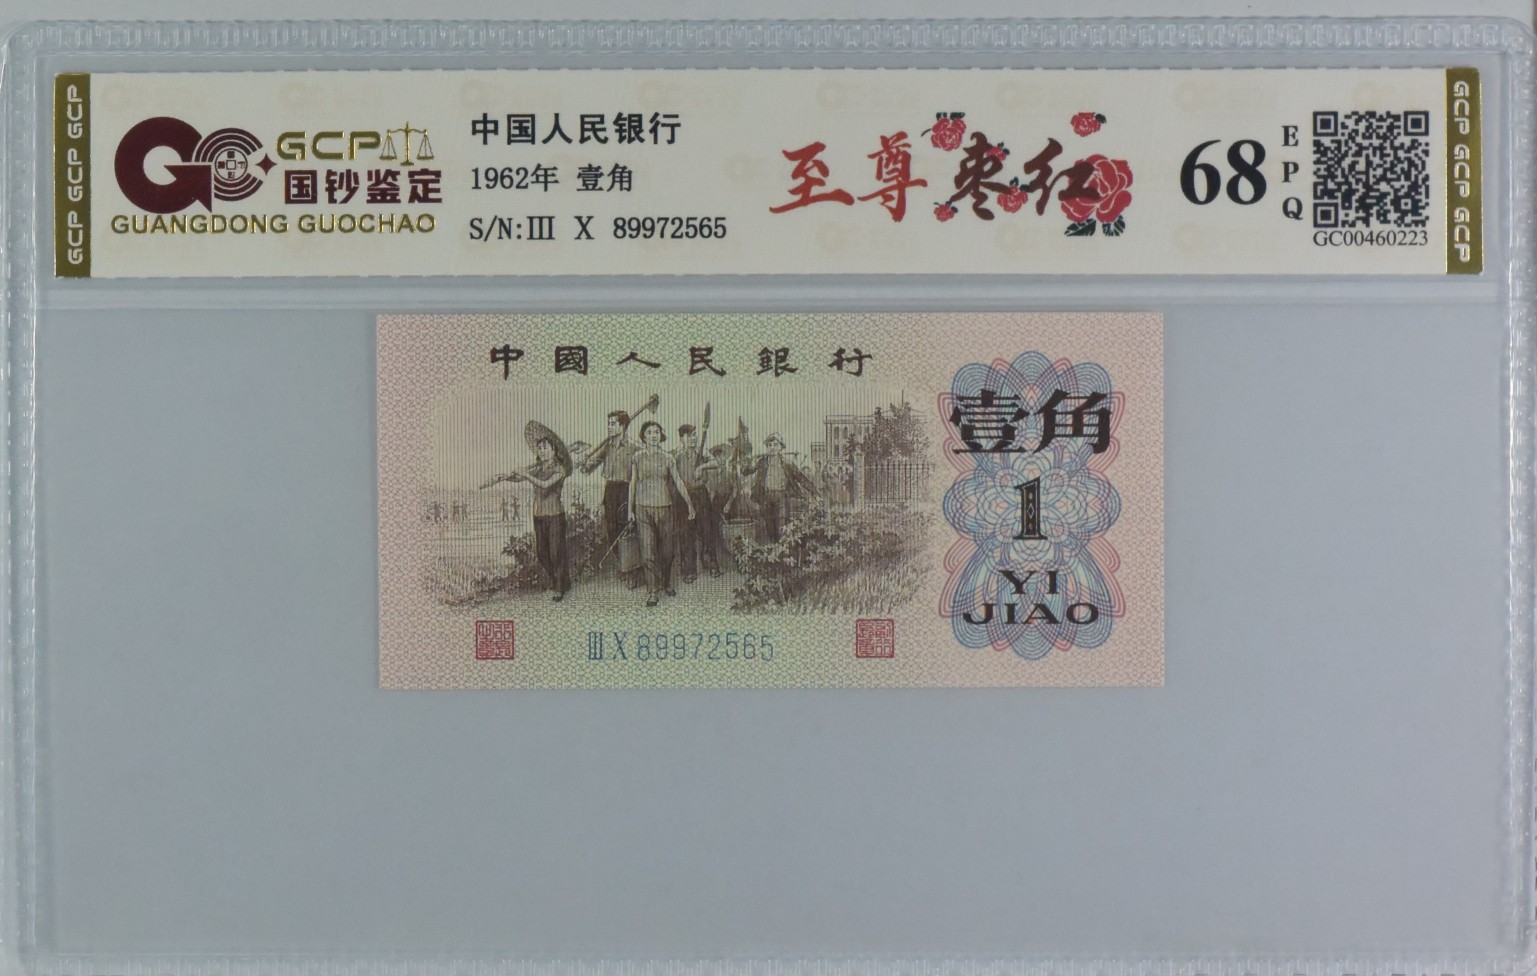 GCP GCP GCP
GCP
国钞鉴定
GUANGDONG GUOCHAO
中国人民银行
1962年 壹角
S/N:III X 89972565
至尊枣红
68
EPQ
GC00460223
GCP GCP GCP
中國人民銀行
壹角
1
YI
JIAO
III X 89972565